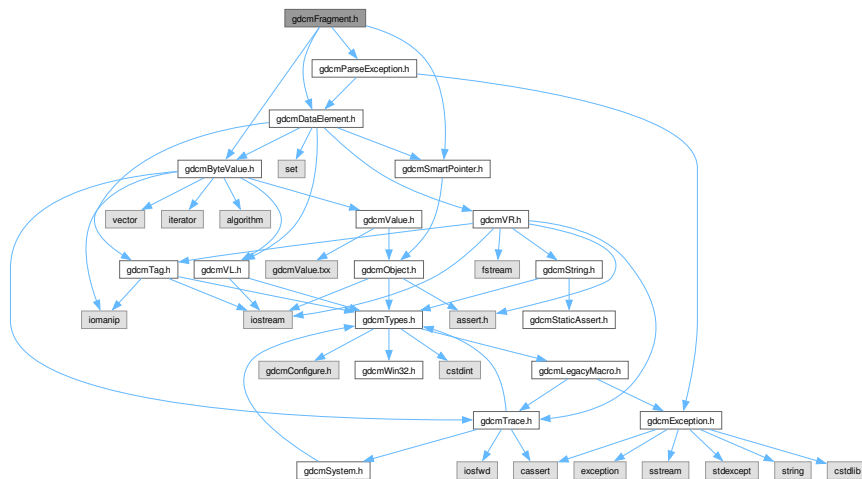 gdcmFragment.h
gdcmParseException.h
gdcmDataElement.h
gdcmByteValue.h
set
gdcmSmartPointer.h
vector
iterator
algorithm
gdcmValue.h
gdcmVR.h
gdcmTag.h
gdcmVL.h
gdcmValue.txx
gdcmObject.h
fstream
gdcmString.h
iomanip
iostream
gdcmTypes.h
assert.h
gdcmStaticAssert.h
gdcmConfigure.h
gdcmWin32.h
cstdint
gdcmLegacyMacro.h
gdcmTrace.h
gdcmException.h
gdcmSystem.h
iosfwd
cassert
exception
sstream
stdexcept
string
cstdlib